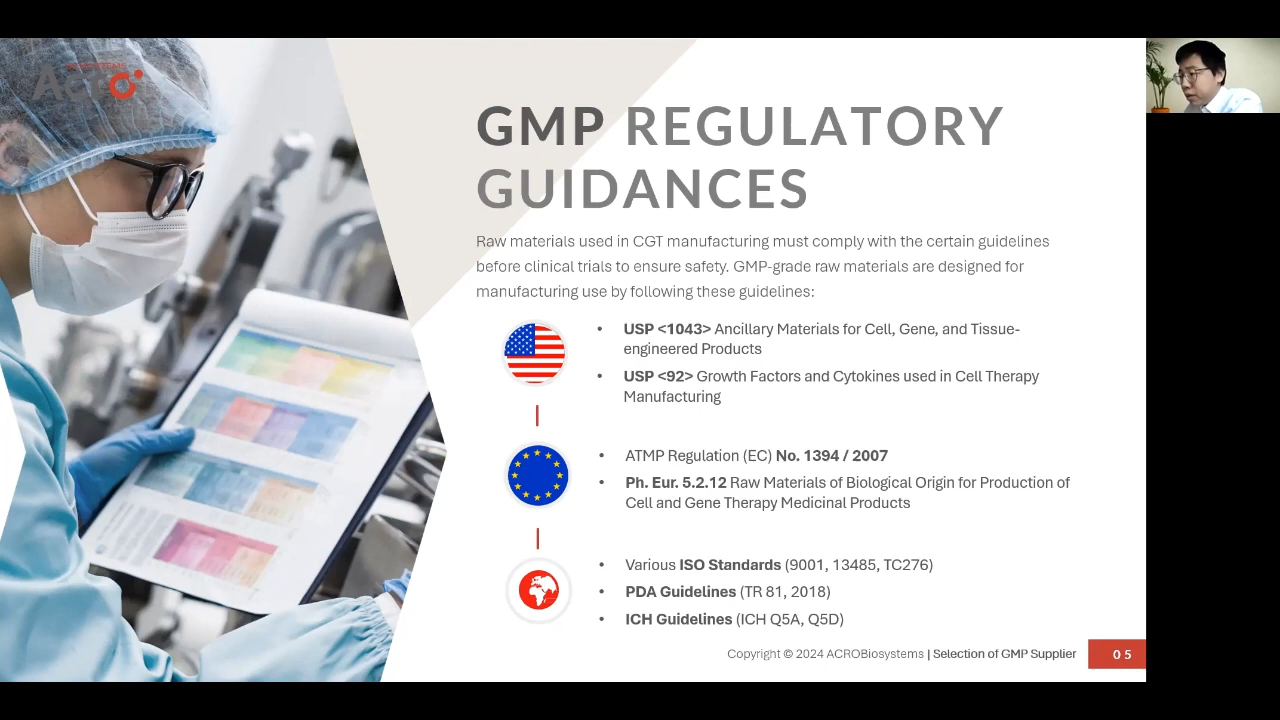 ACROBIOSYSTEMS
Acro
GMP REGULATORY
GUIDANCES
Raw materials used in CGT manufacturing must comply with the certain guidelines
before clinical trials to ensure safety. GMP-grade raw materials are designed for
manufacturing use by following these guidelines:
• USP <1043> Ancillary Materials for Cell, Gene, and Tissue-
engineered Products
• USP <92> Growth Factors and Cytokines used in Cell Therapy
Manufacturing
• ATMP Regulation (EC) No. 1394 / 2007
• Ph. Eur. 5.2.12 Raw Materials of Biological Origin for Production of
Cell and Gene Therapy Medicinal Products
• Various ISO Standards (9001, 13485, TC276)
• PDA Guidelines (TR 81, 2018)
• ICH Guidelines (ICH Q5A, Q5D)
Copyright © 2024 ACROBiosystems | Selection of GMP Supplier
05